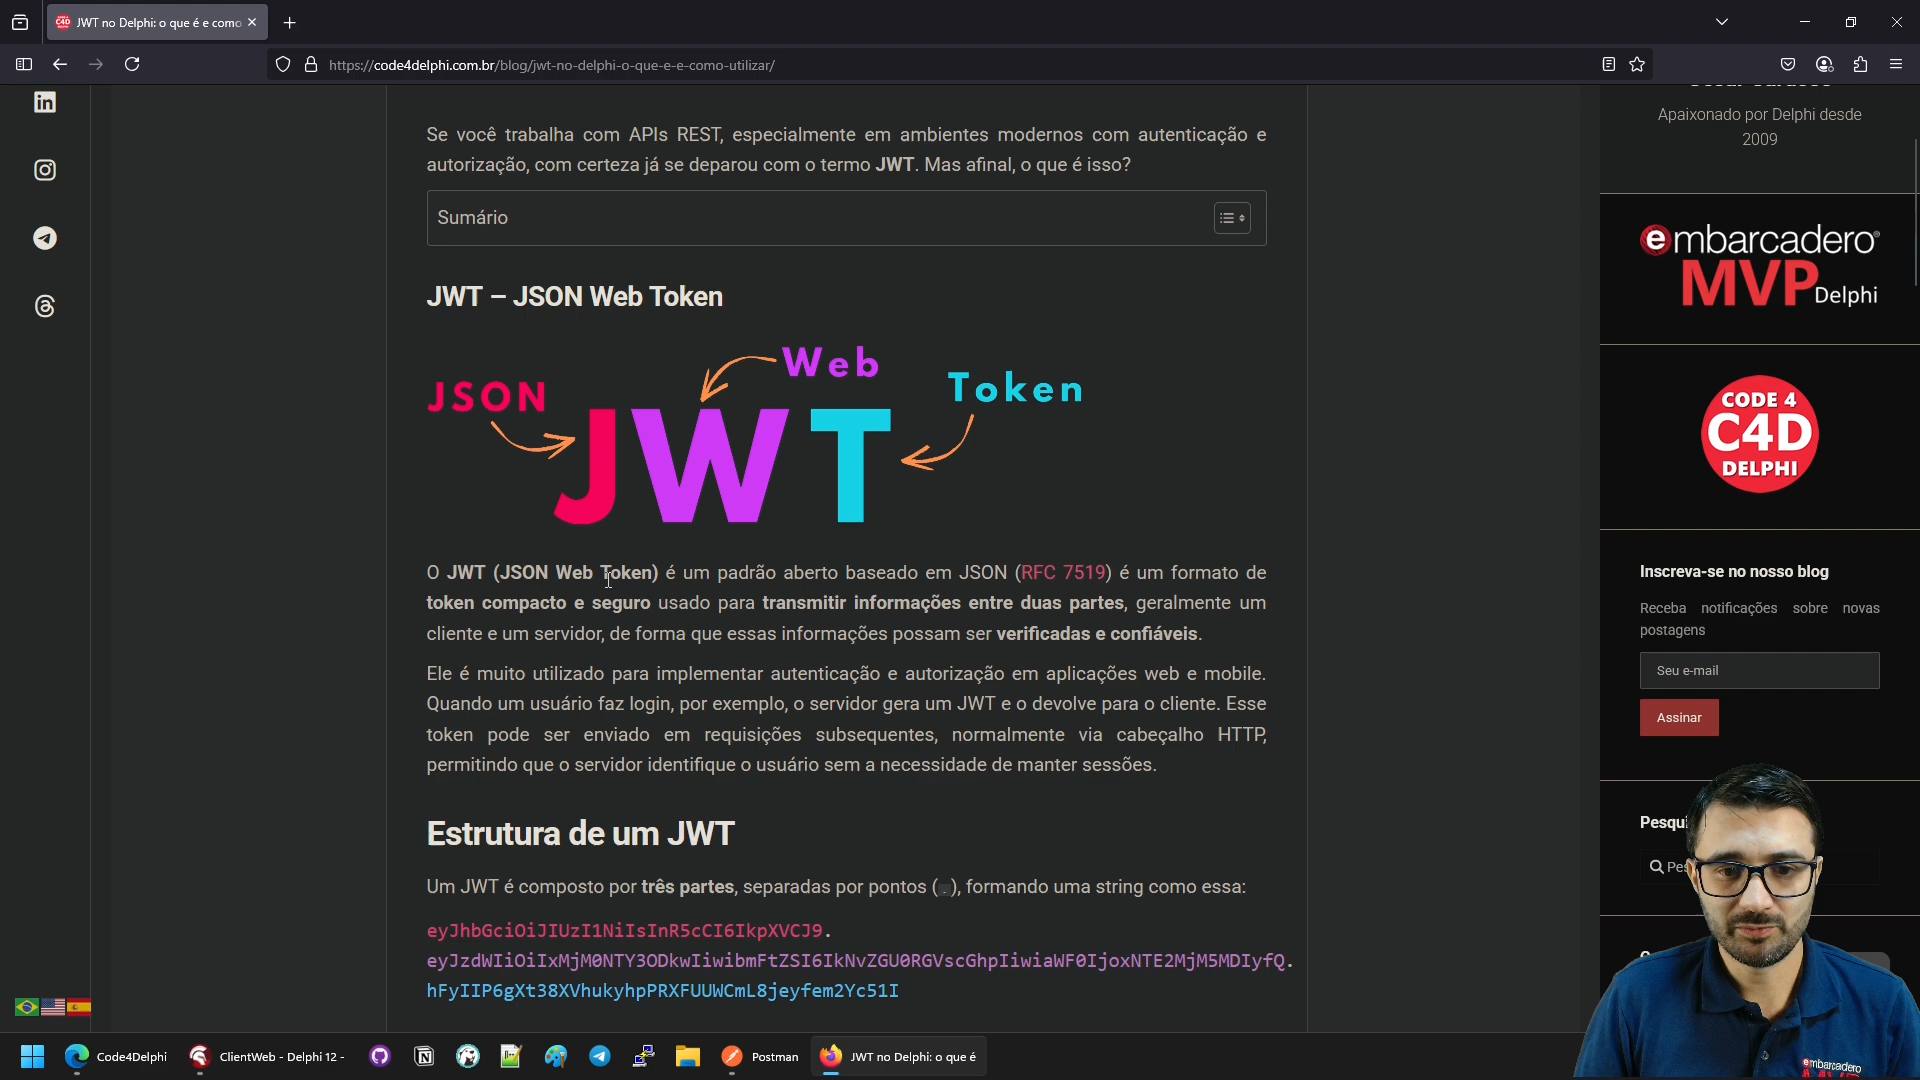 JWT no Delphi: o que é e como
https://code4delphi.com.br/blog/jwt-no-delphi-o-que-e-e-como-utilizar/
Se você trabalha com APIs REST, especialmente em ambientes modernos com autenticação e
autorização, com certeza já se deparou com o termo JWT. Mas afinal, o que é isso?
Sumário
JWT – JSON Web Token
JSON
Web
Token
JWT
O JWT (JSON Web Token) é um padrão aberto baseado em JSON (RFC 7519) é um formato de
token compacto e seguro usado para transmitir informações entre duas partes, geralmente um
cliente e um servidor, de forma que essas informações possam ser verificadas e confiáveis.
Ele é muito utilizado para implementar autenticação e autorização em aplicações web e mobile.
Quando um usuário faz login, por exemplo, o servidor gera um JWT e o devolve para o cliente. Esse
token pode ser enviado em requisições subsequentes, normalmente via cabeçalho HTTP,
permitindo que o servidor identifique o usuário sem a necessidade de manter sessões.
Estrutura de um JWT
Um JWT é composto por três partes, separadas por pontos (.), formando uma string como essa:
eyJhbGciOiJIUzI1NiIsInR5cCI6IkpXVCJ9.
eyJzdWIiOiIxMjM0NTY3ODkwIiwibmFtZSI6IkNvZGU0RGVscGhpIiwiaWF0IjoxNTE2MjM5MDIyfQ.
hFyIIP6gXt38XVhukyhpPRXFUUWCmL8jeyfem2Yc51I
Apaixonado por Delphi desde
2009
embarcadero®
MVP Delphi
CODE 4
C4D
DELPHI
Inscreva-se no nosso blog
Receba notificações sobre novas
postagens
Seu e-mail
Assinar
Pesqui
Pes
embarcadero
Code4Delphi
ClientWeb - Delphi 12 -
Postman
JWT no Delphi: o que é